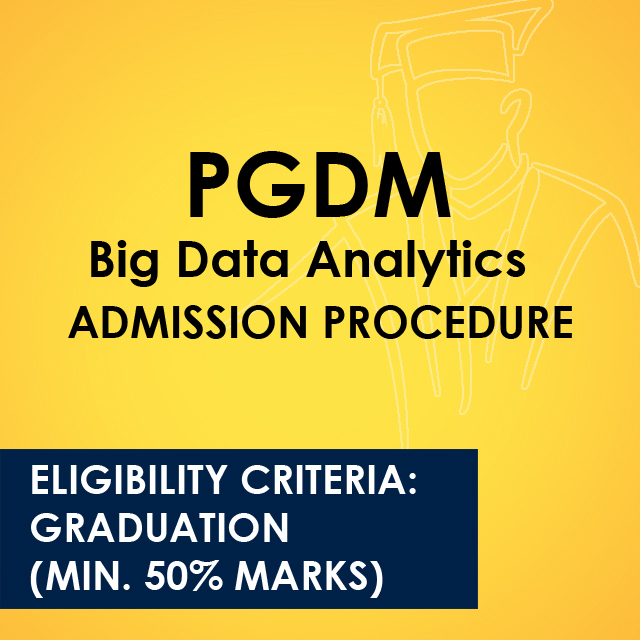 PGDM
Big Data Analytics
ADMISSION PROCEDURE
ELIGIBILITY CRITERIA:
GRADUATION
(MIN. 50% MARKS)